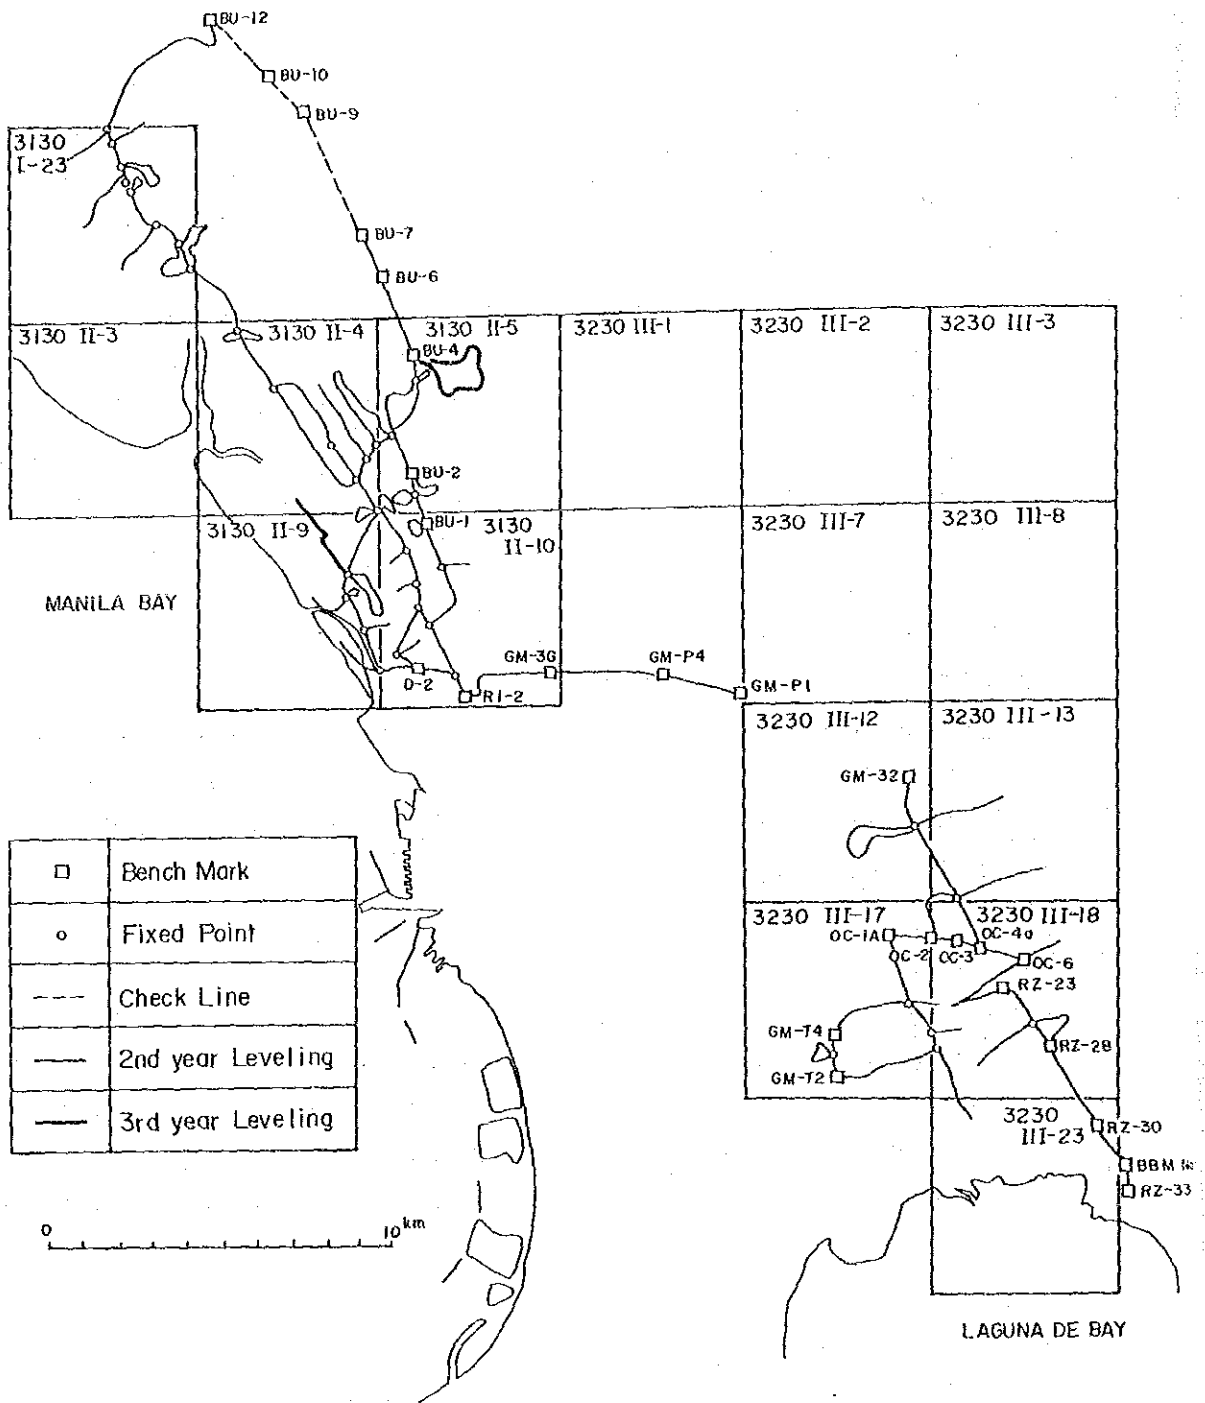 BU-12
BU-10
BU-9
3130
I-23
BU-7
BU-6
3130 II-3
3130 II-4
3130 II-5
3230 III-1
3230 III-2
3230 III-3
BU-4
BU-2
3130 II-9
BU-1
3130
II-10
3230 III-7
3230 III-8
MANILA BAY
D-2
R1-2
GM-3G
GM-P4
GM-P1
3230 III-12
3230 III-13
GM-32
3230 III-17
3230 III-18
OC-1A
OC-2
OC-3
OC-4a
OC-6
RZ-23
GM-T4
GM-T2
RZ-28
3230
III-23
RZ-30
BBM
RZ-33
Bench Mark
Fixed Point
Check Line
2nd year Leveling
3rd year Leveling
0 10 km
LAGUNA DE BAY